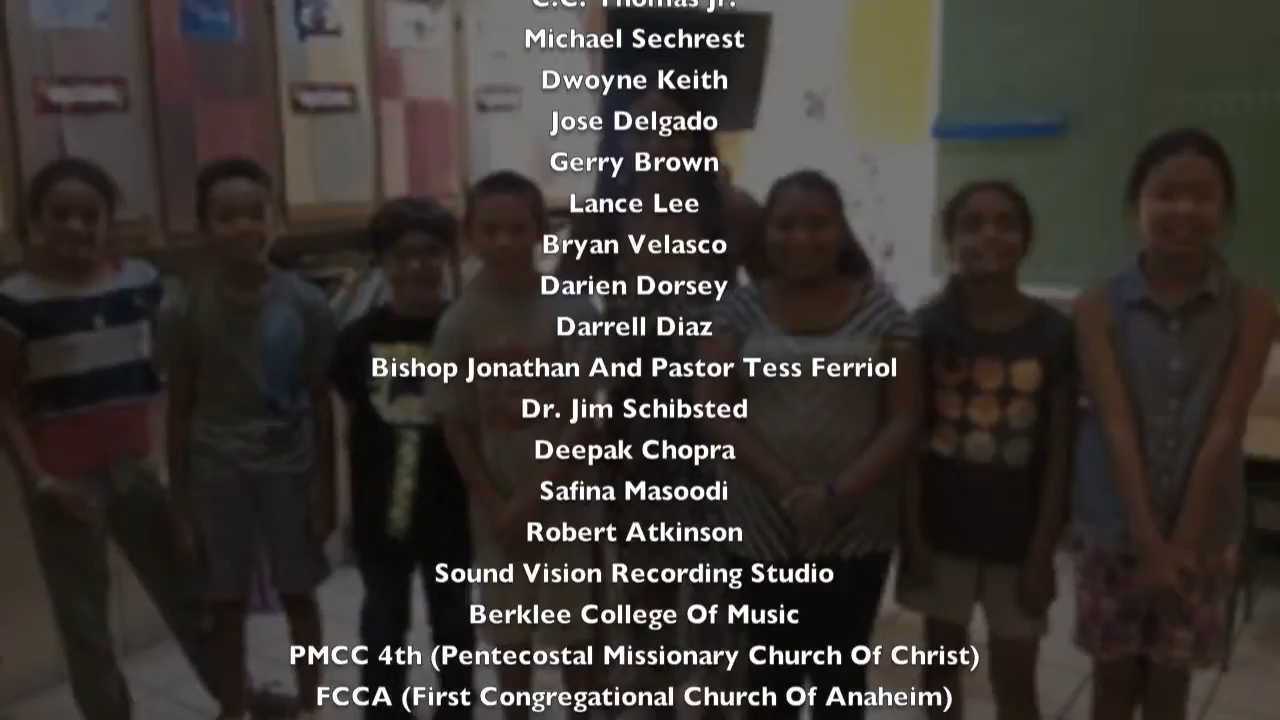 C.C. Thomas Jr.
Michael Sechrest
Dwoyne Keith
Jose Delgado
Gerry Brown
Lance Lee
Bryan Velasco
Darien Dorsey
Darrell Diaz
Bishop Jonathan And Pastor Tess Ferriol
Dr. Jim Schibsted
Deepak Chopra
Safina Masoodi
Robert Atkinson
Sound Vision Recording Studio
Berklee College Of Music
PMCC 4th (Pentecostal Missionary Church Of Christ)
FCCA (First Congregational Church Of Anaheim)